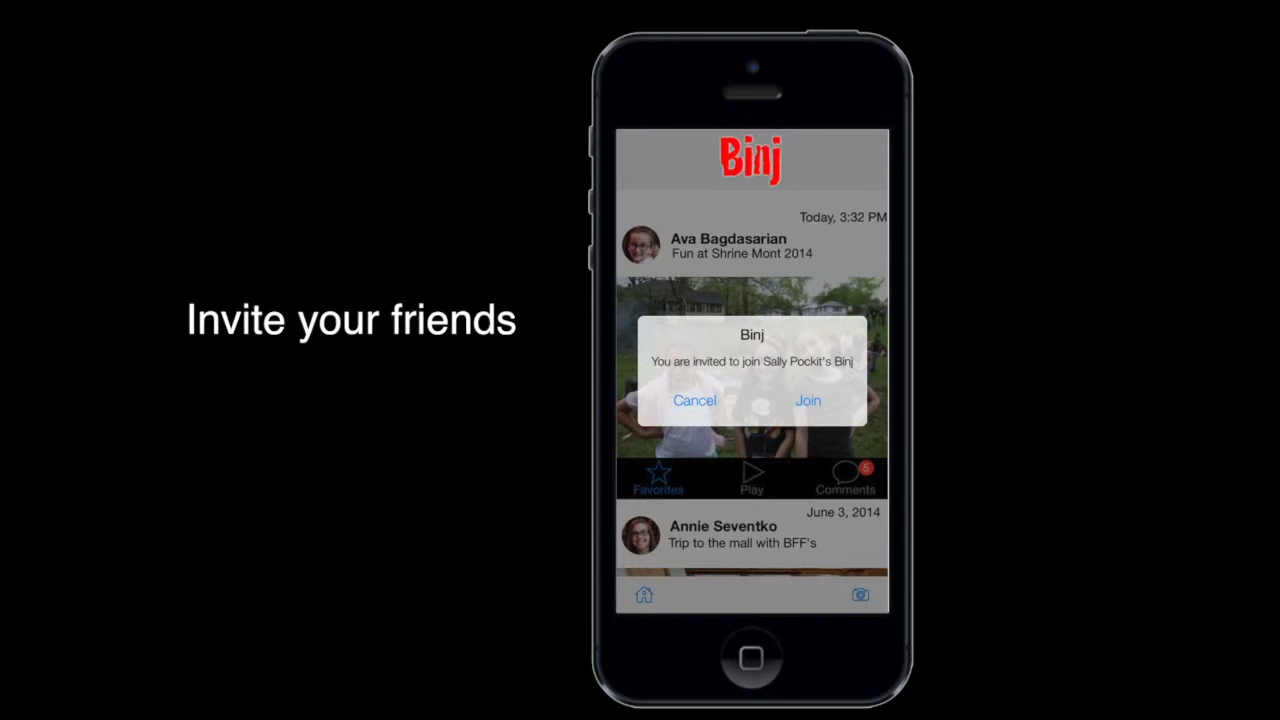 Invite your friends
Binj
Today, 3:32 PM
Ava Bagdasarian
Fun at Shrine Mont 2014
Binj
You are invited to join Sally Pockit's Binj
Cancel
Join
Favorites
Play
Comments
5
June 3, 2014
Annie Seventko
Trip to the mall with BFF's